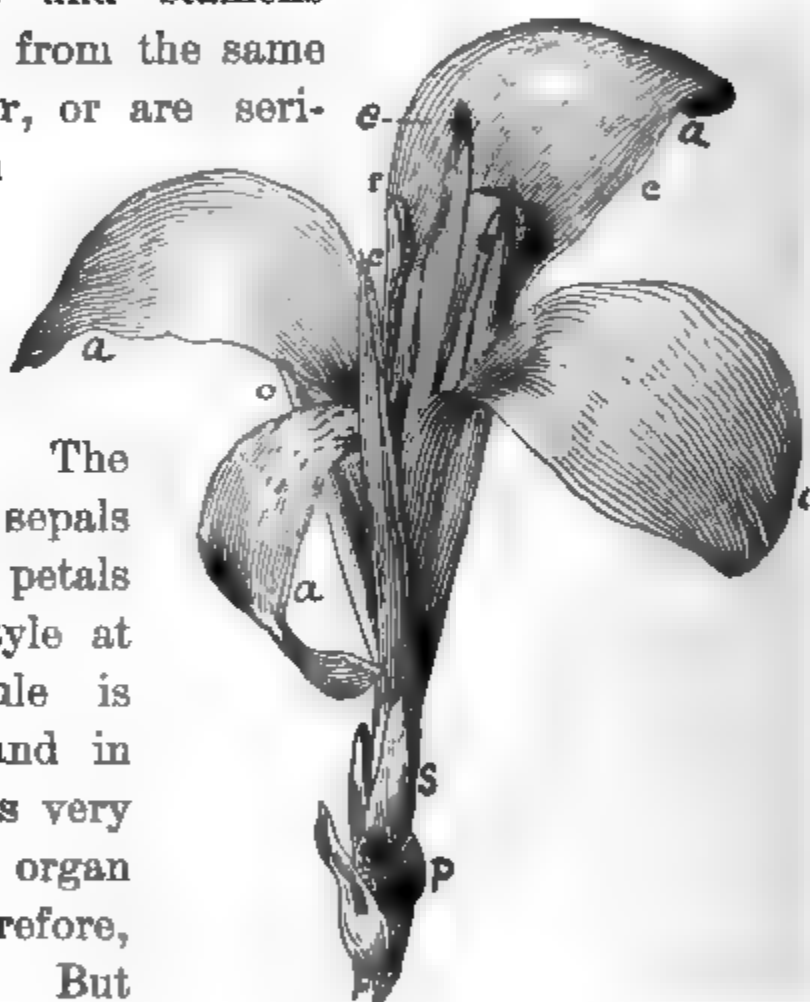 and stamens
from the same
r, or are seri-
The
sepals
petals
tyle at
ule is
and in
s very
organ
refore,
But
e
a
r
c
e
a
o
a
S
P